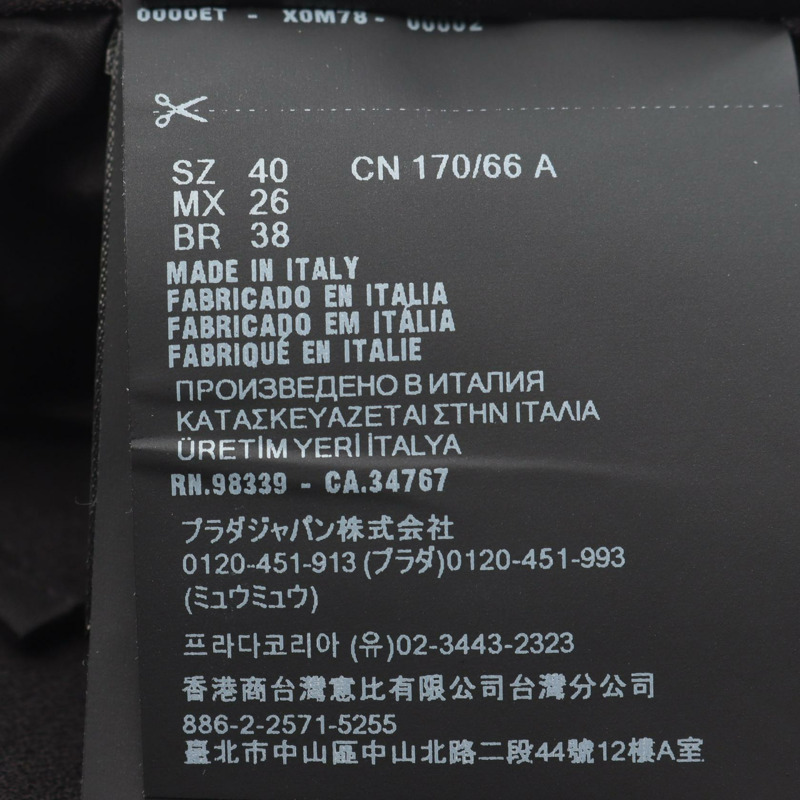 0000ET - X0M78 - 00002
SZ 40 CN 170/66 A
MX 26
BR 38
MADE IN ITALY
FABRICADO EN ITALIA
FABRICADO EM ITÁLIA
FABRIQUÉ EN ITALIE
ПРОИЗВЕДЕНО В ИТАЛИЯ
ΚΑΤΑΣΚΕΥΑΖΕΤΑΙ ΣΤΗΝ ΙΤΑΛΙΑ
ÜRETİM YERİ İTALYA
RN.98339 - CA.34767
プラダジャパン株式会社
0120-451-913 (プラダ)0120-451-993
(ミュウミュウ)
프라다코리아 (유)02-3443-2323
香港商台灣意比有限公司台灣分公司
886-2-2571-5255
臺北市中山區中山北路二段44號12樓A室